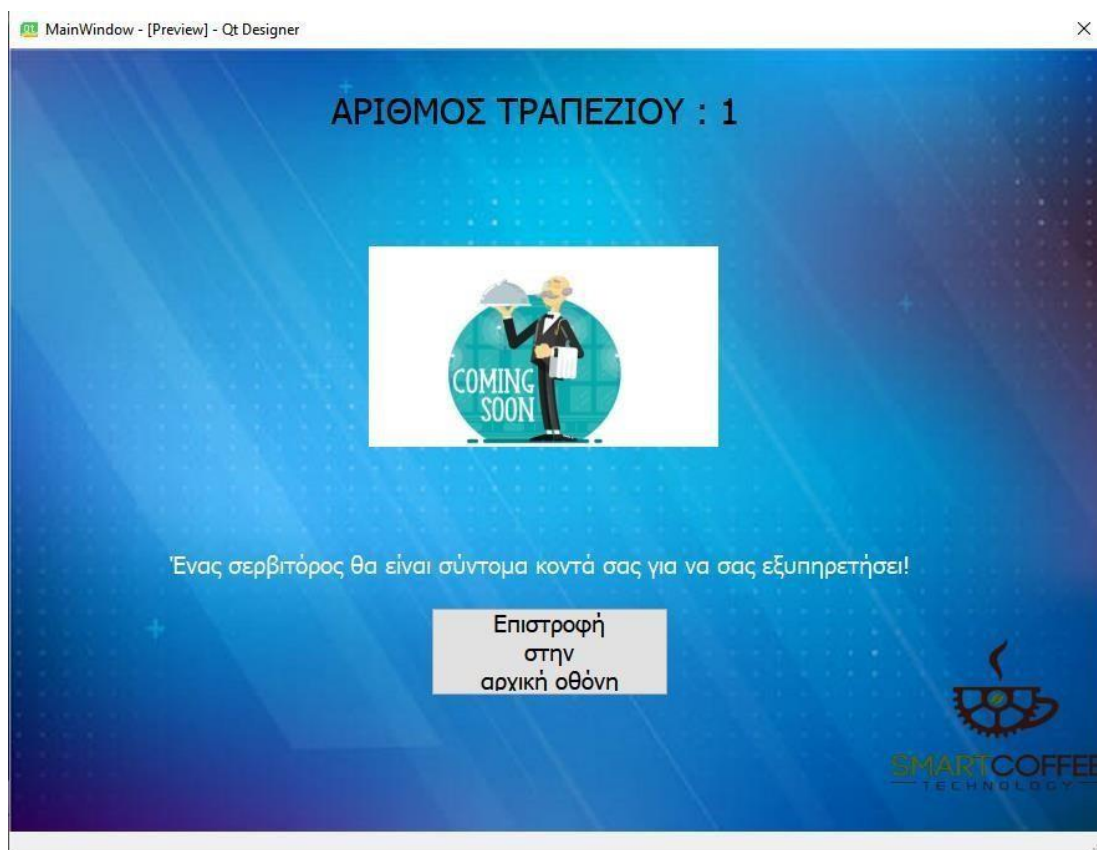 MainWindow - [Preview] - Qt Designer
ΑΡΙΘΜΟΣ ΤΡΑΠΕΖΙΟΥ : 1
COMING
SOON
Ένας σερβιτόρος θα είναι σύντομα κοντά σας για να σας εξυπηρετήσει!
Επιστροφή
στην
αρχική οθόνη
SMARTCOFFEE
TECHNOLOGY